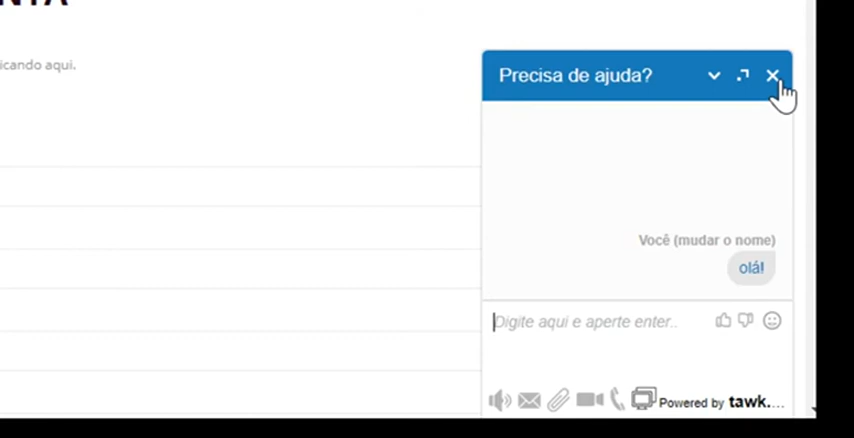 icando aqui.
Precisa de ajuda?
Você (mudar o nome)
olá!
Digite aqui e aperte enter..
Powered by tawk....